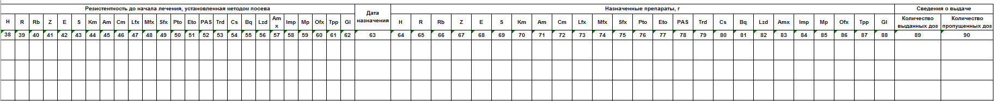 Резистентность до начала лечения, установленная методом посева Дата назначения Назначенные препараты, г Сведения о выдаче
H R Rb Z E S Km Am Cm Lfx Mfx Sfx Pto Eto PAS Trd Cs Bq Lzd Am x Imp Mp Ofx Tpp Gl H R Rb Z E S Km Am Cm Lfx Mfx Sfx Pto Eto PAS Trd Cs Bq Lzd Amx Imp Mp Ofx Tpp Gl Количество выданных доз Количество пропущенных доз
38 39 40 41 42 43 44 45 46 47 48 49 50 51 52 53 54 55 56 57 58 59 60 61 62 63 64 65 66 67 68 69 70 71 72 73 74 75 76 77 78 79 80 81 82 83 84 85 86 87 88 89 90